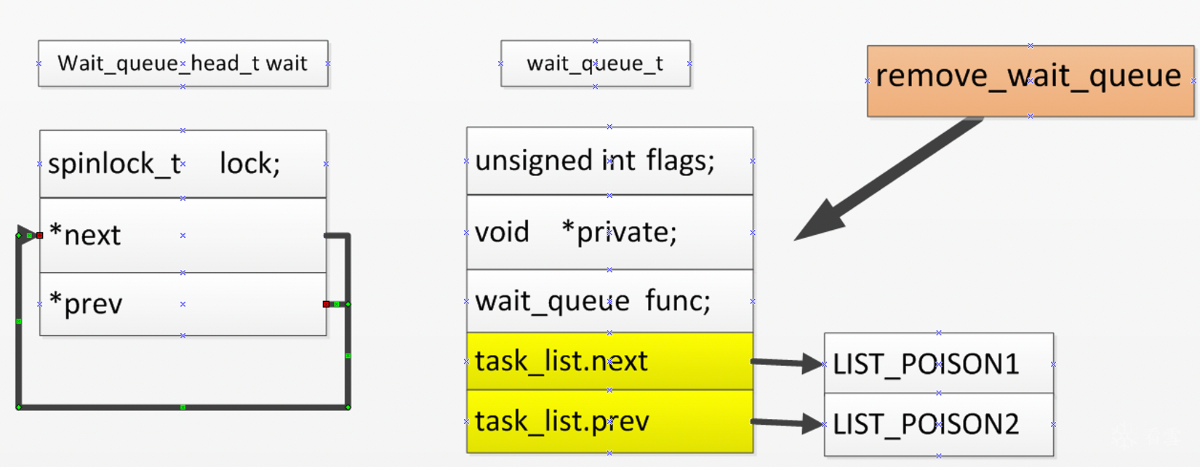 Wait_queue_head_t wait
wait_queue_t
remove_wait_queue
spinlock_t lock;
*next
*prev
unsigned int flags;
void *private;
wait_queue func;
task_list.next
task_list.prev
LIST_POISON1
LIST_POISON2